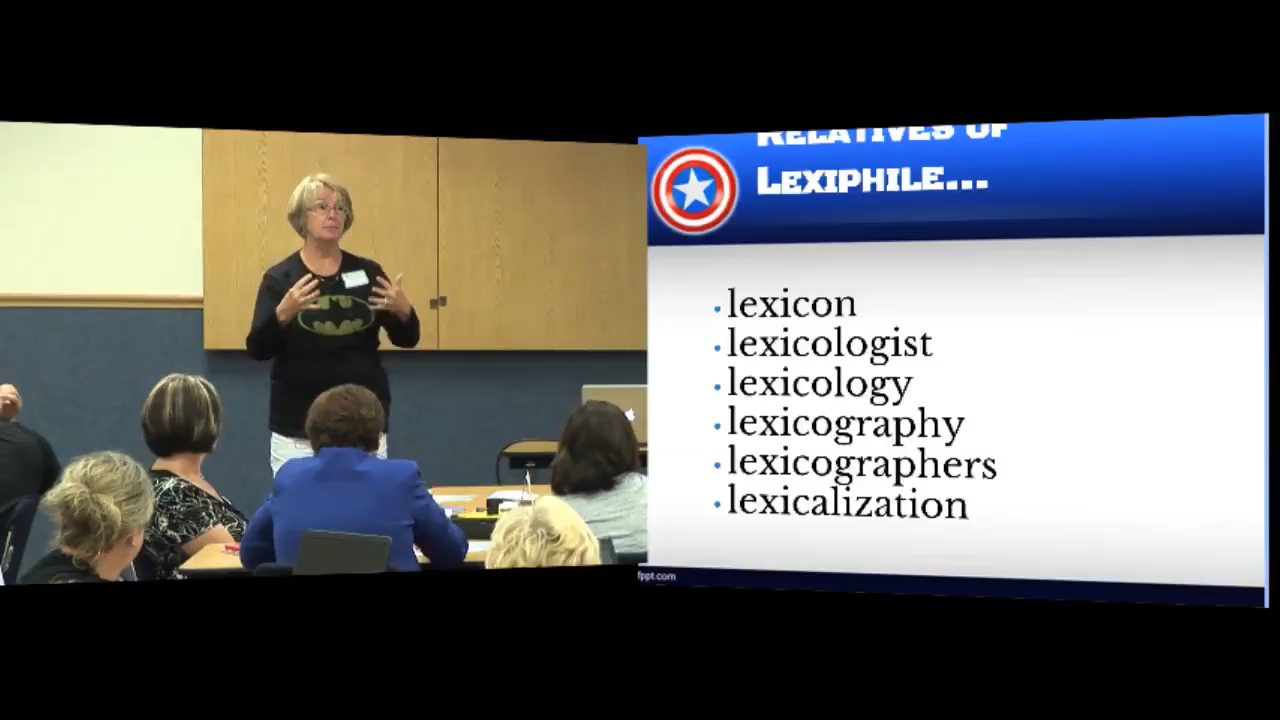 RELATIVES OF
LEXIPHILE...
lexicon
lexicologist
lexicology
lexicography
lexicographers
lexicalization
fppt.com